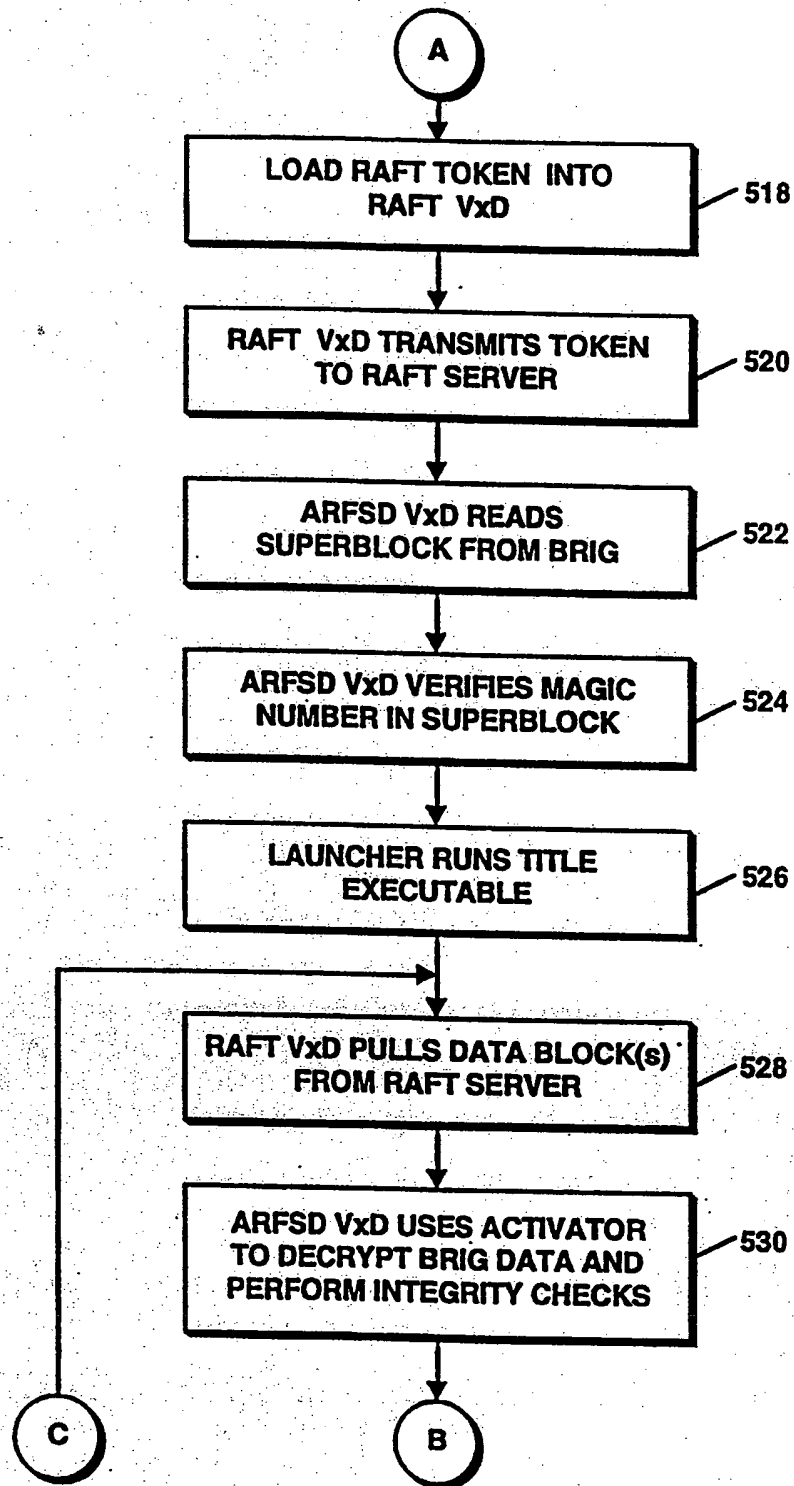 A
LOAD RAFT TOKEN INTO
RAFT VxD
518
RAFT VxD TRANSMITS TOKEN
TO RAFT SERVER
520
ARFSD VxD READS
SUPERBLOCK FROM BRIG
522
ARFSD VxD VERIFIES MAGIC
NUMBER IN SUPERBLOCK
524
LAUNCHER RUNS TITLE
EXECUTABLE
526
RAFT VxD PULLS DATA BLOCK(s)
FROM RAFT SERVER
528
ARFSD VxD USES ACTIVATOR
TO DECRYPT BRIG DATA AND
PERFORM INTEGRITY CHECKS
530
C
B